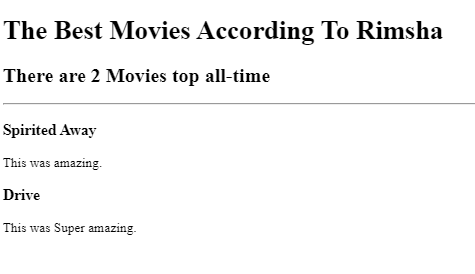 The Best Movies According To Rimsha
There are 2 Movies top all-time
Spirited Away
This was amazing.
Drive
This was Super amazing.